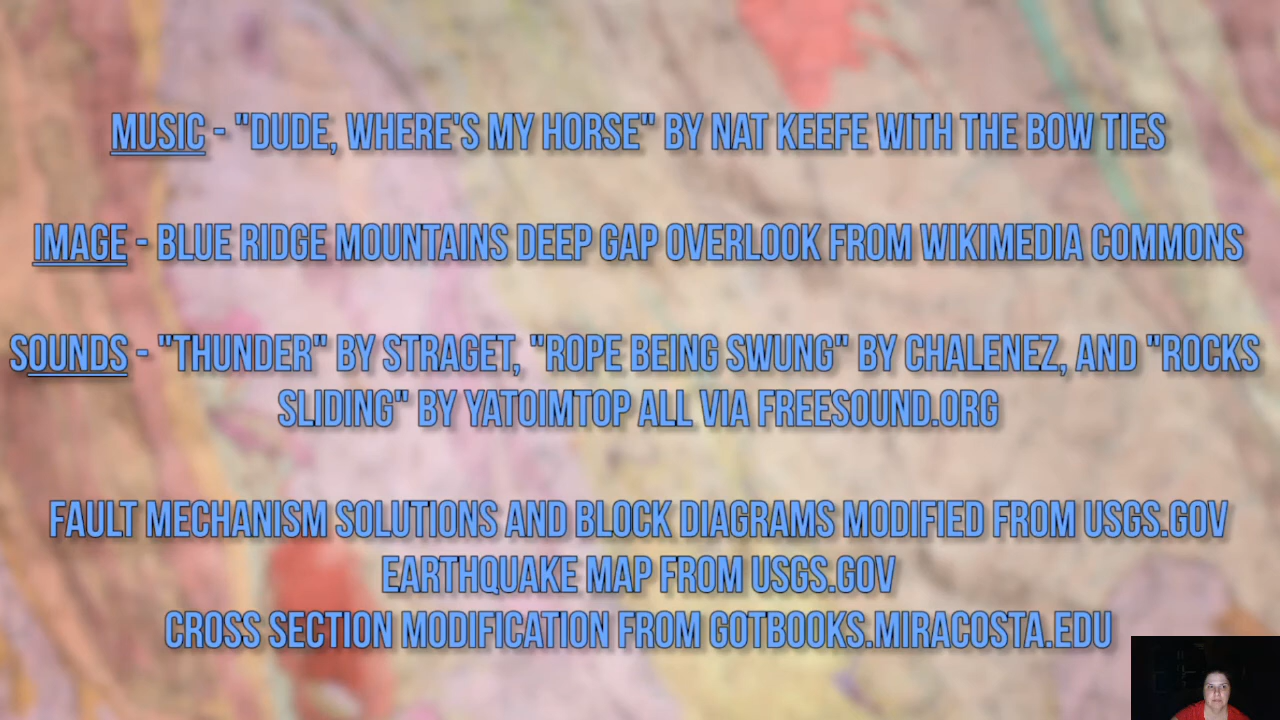 MUSIC - "DUDE, WHERE'S MY HORSE" BY NAT KEEFE WITH THE BOW TIES
IMAGE - BLUE RIDGE MOUNTAINS DEEP GAP OVERLOOK FROM WIKIMEDIA COMMONS
SOUNDS - "THUNDER" BY STRAGET, "ROPE BEING SWUNG" BY CHALENEZ, AND "ROCKS
SLIDING" BY YATOIMTOP ALL VIA FREESOUND.ORG
FAULT MECHANISM SOLUTIONS AND BLOCK DIAGRAMS MODIFIED FROM USGS.GOV
EARTHQUAKE MAP FROM USGS.GOV
CROSS SECTION MODIFICATION FROM GOTBOOKS.MIRACOSTA.EDU